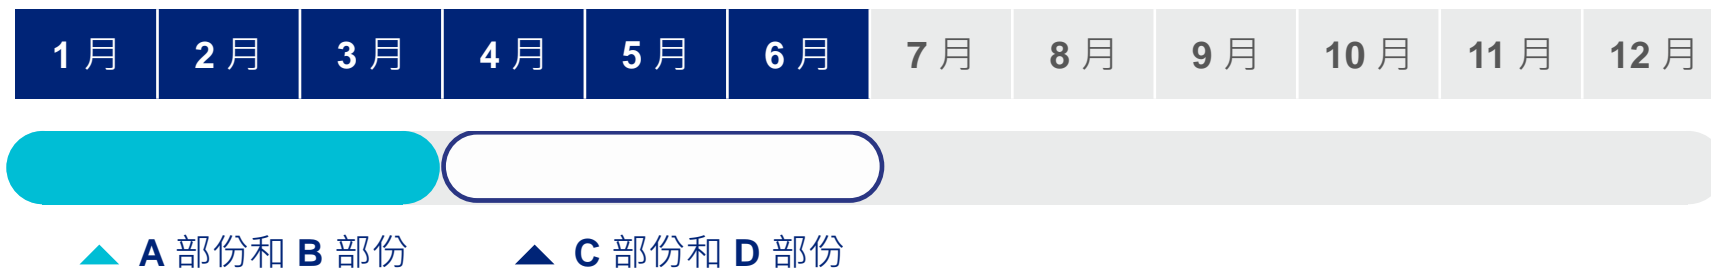 1 月 2 月 3 月 4 月 5 月 6 月 7 月 8 月 9 月 10 月 11 月 12 月
A 部份和 B 部份 C 部份和 D 部份